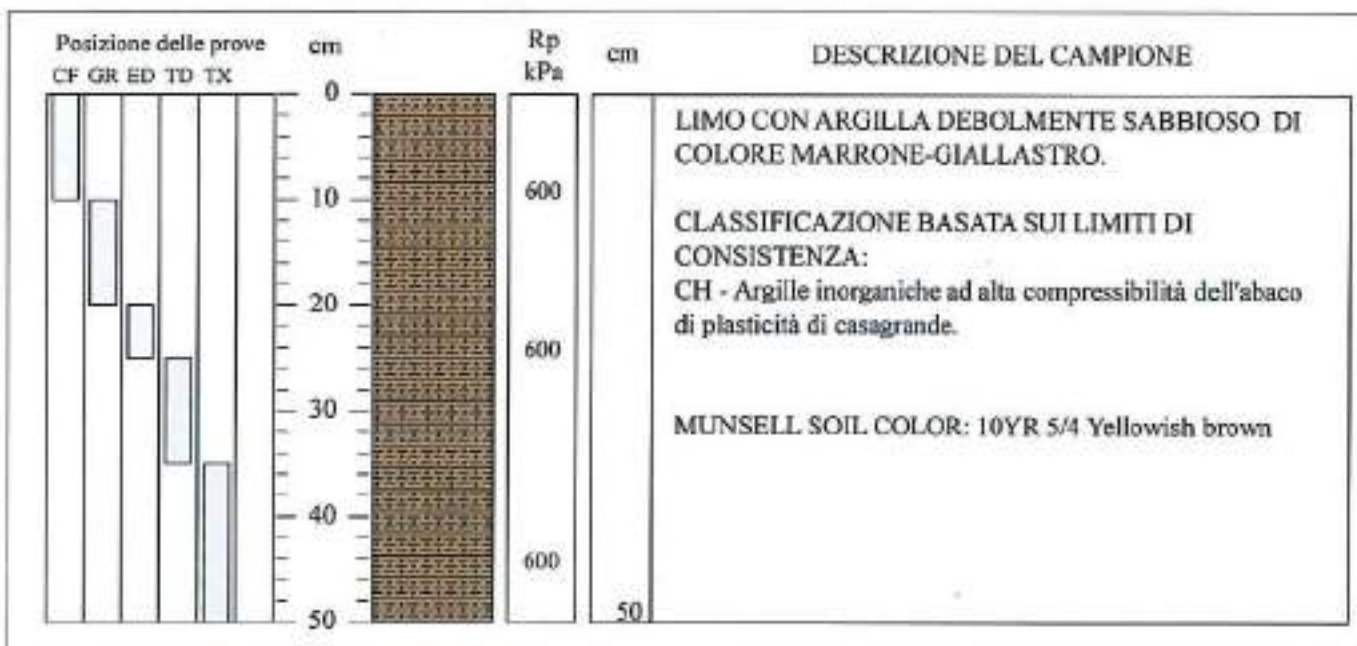 Posizione delle prove
CF GR ED TD TX
cm
Rp
kPa
cm
DESCRIZIONE DEL CAMPIONE
0
10
20
30
40
50
600
600
600
50
LIMO CON ARGILLA DEBOLMENTE SABBIOSO DI
COLORE MARRONE-GIALLASTRO.
CLASSIFICAZIONE BASATA SUI LIMITI DI
CONSISTENZA:
CH - Argille inorganiche ad alta compressibilità dell'abaco
di plasticità di casagrande.
MUNSELL SOIL COLOR: 10YR 5/4 Yellowish brown